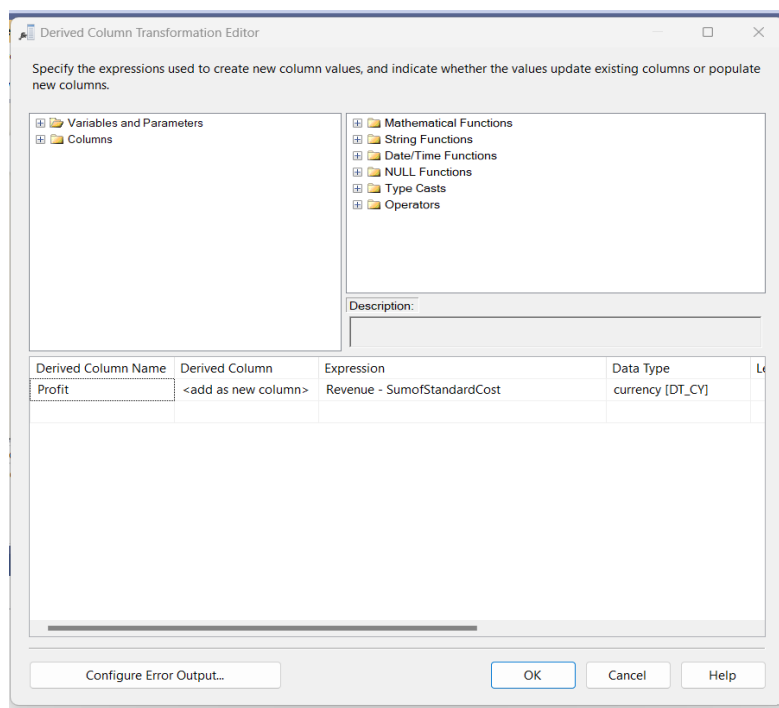 Derived Column Transformation Editor
Specify the expressions used to create new column values, and indicate whether the values update existing columns or populate
new columns.
Variables and Parameters
Columns
Mathematical Functions
String Functions
Date/Time Functions
NULL Functions
Type Casts
Operators
Description:
Derived Column Name Derived Column Expression Data Type Le
Profit <add as new column> Revenue - SumofStandardCost currency [DT_CY]
Configure Error Output... OK Cancel Help